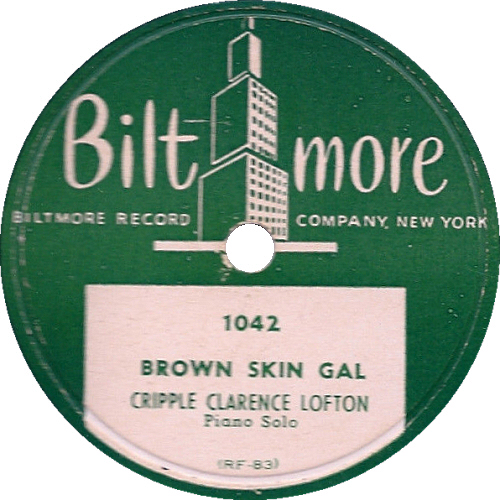 Biltmore
BILTMORE RECORD COMPANY, NEW YORK
1042
BROWN SKIN GAL
CRIPPLE CLARENCE LOFTON
Piano Solo
(RF-83)